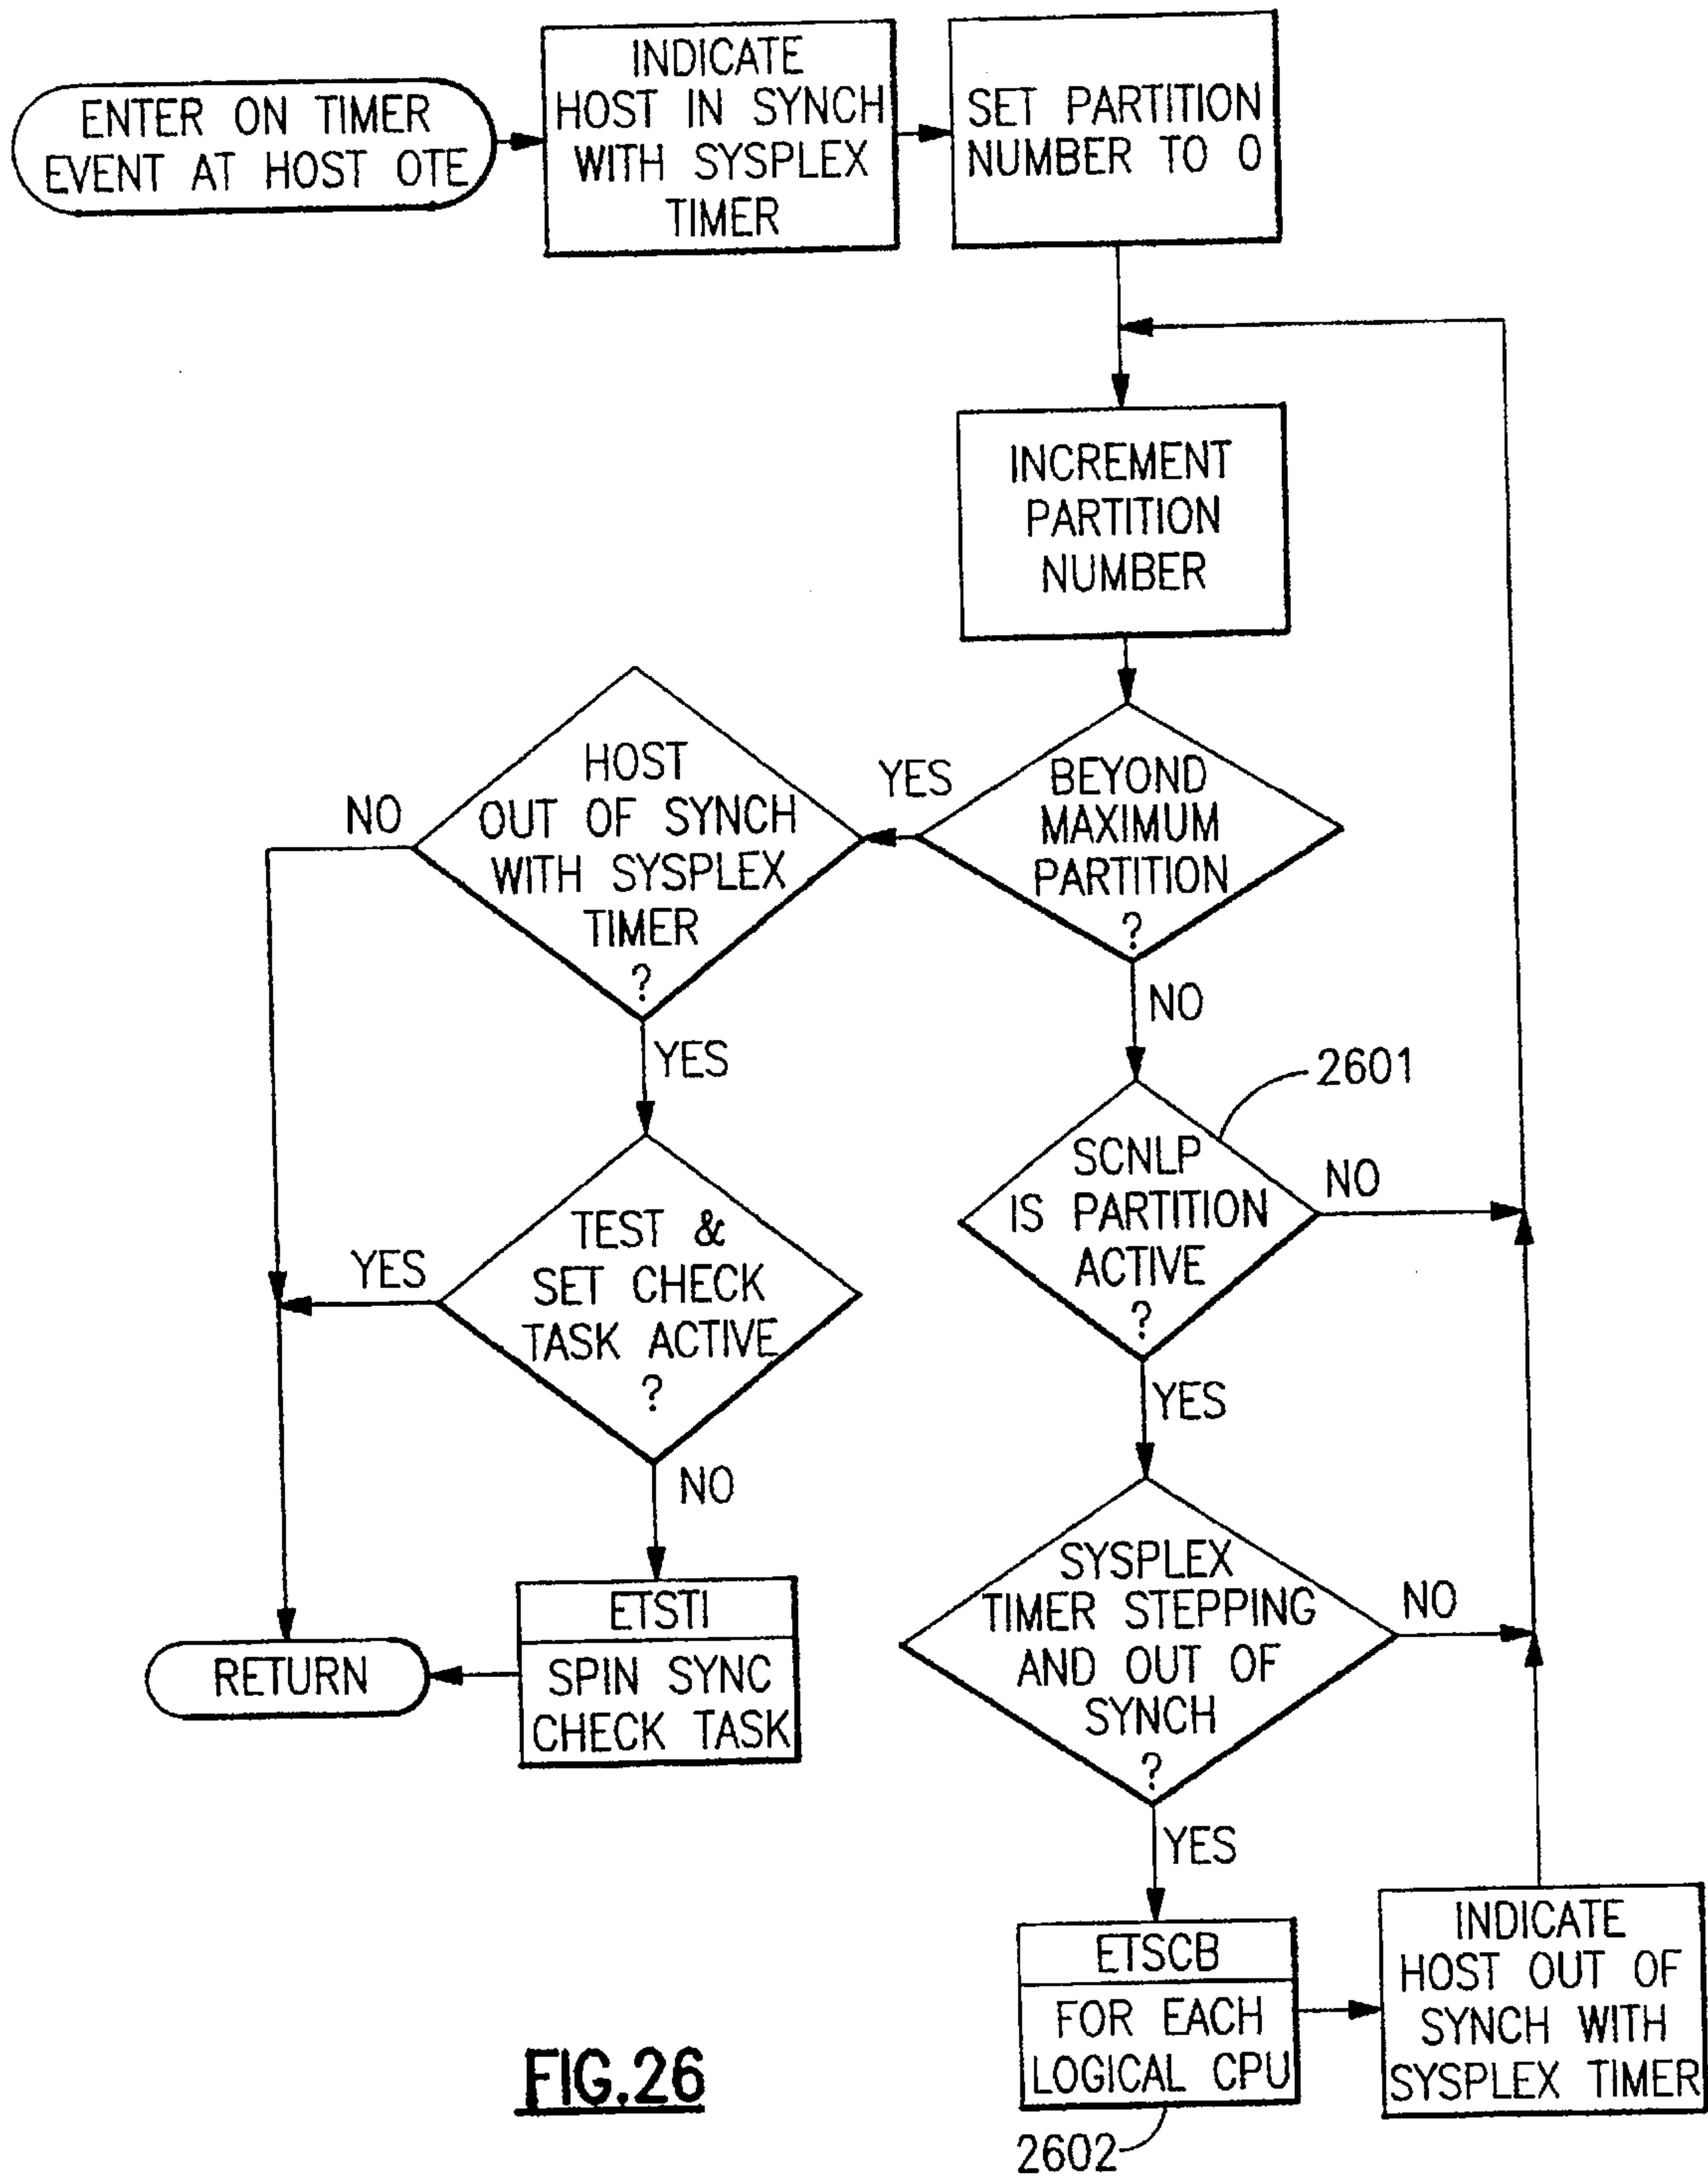 ENTER ON TIMER
EVENT AT HOST OTE
INDICATE
HOST IN SYNCH
WITH SYSPLEX
TIMER
SET PARTITION
NUMBER TO 0
INCREMENT
PARTITION
NUMBER
BEYOND
MAXIMUM
PARTITION
?
YES
NO
HOST
OUT OF SYNCH
WITH SYSPLEX
TIMER
?
NO
YES
2601
SCNLP
IS PARTITION
ACTIVE
?
NO
YES
TEST &
SET CHECK
TASK ACTIVE
?
YES
NO
SYSPLEX
TIMER STEPPING
AND OUT OF
SYNCH
?
NO
YES
ETSTI
SPIN SYNC
CHECK TASK
RETURN
ETSCB
FOR EACH
LOGICAL CPU
2602
INDICATE
HOST OUT OF
SYNCH WITH
SYSPLEX TIMER
FIG.26